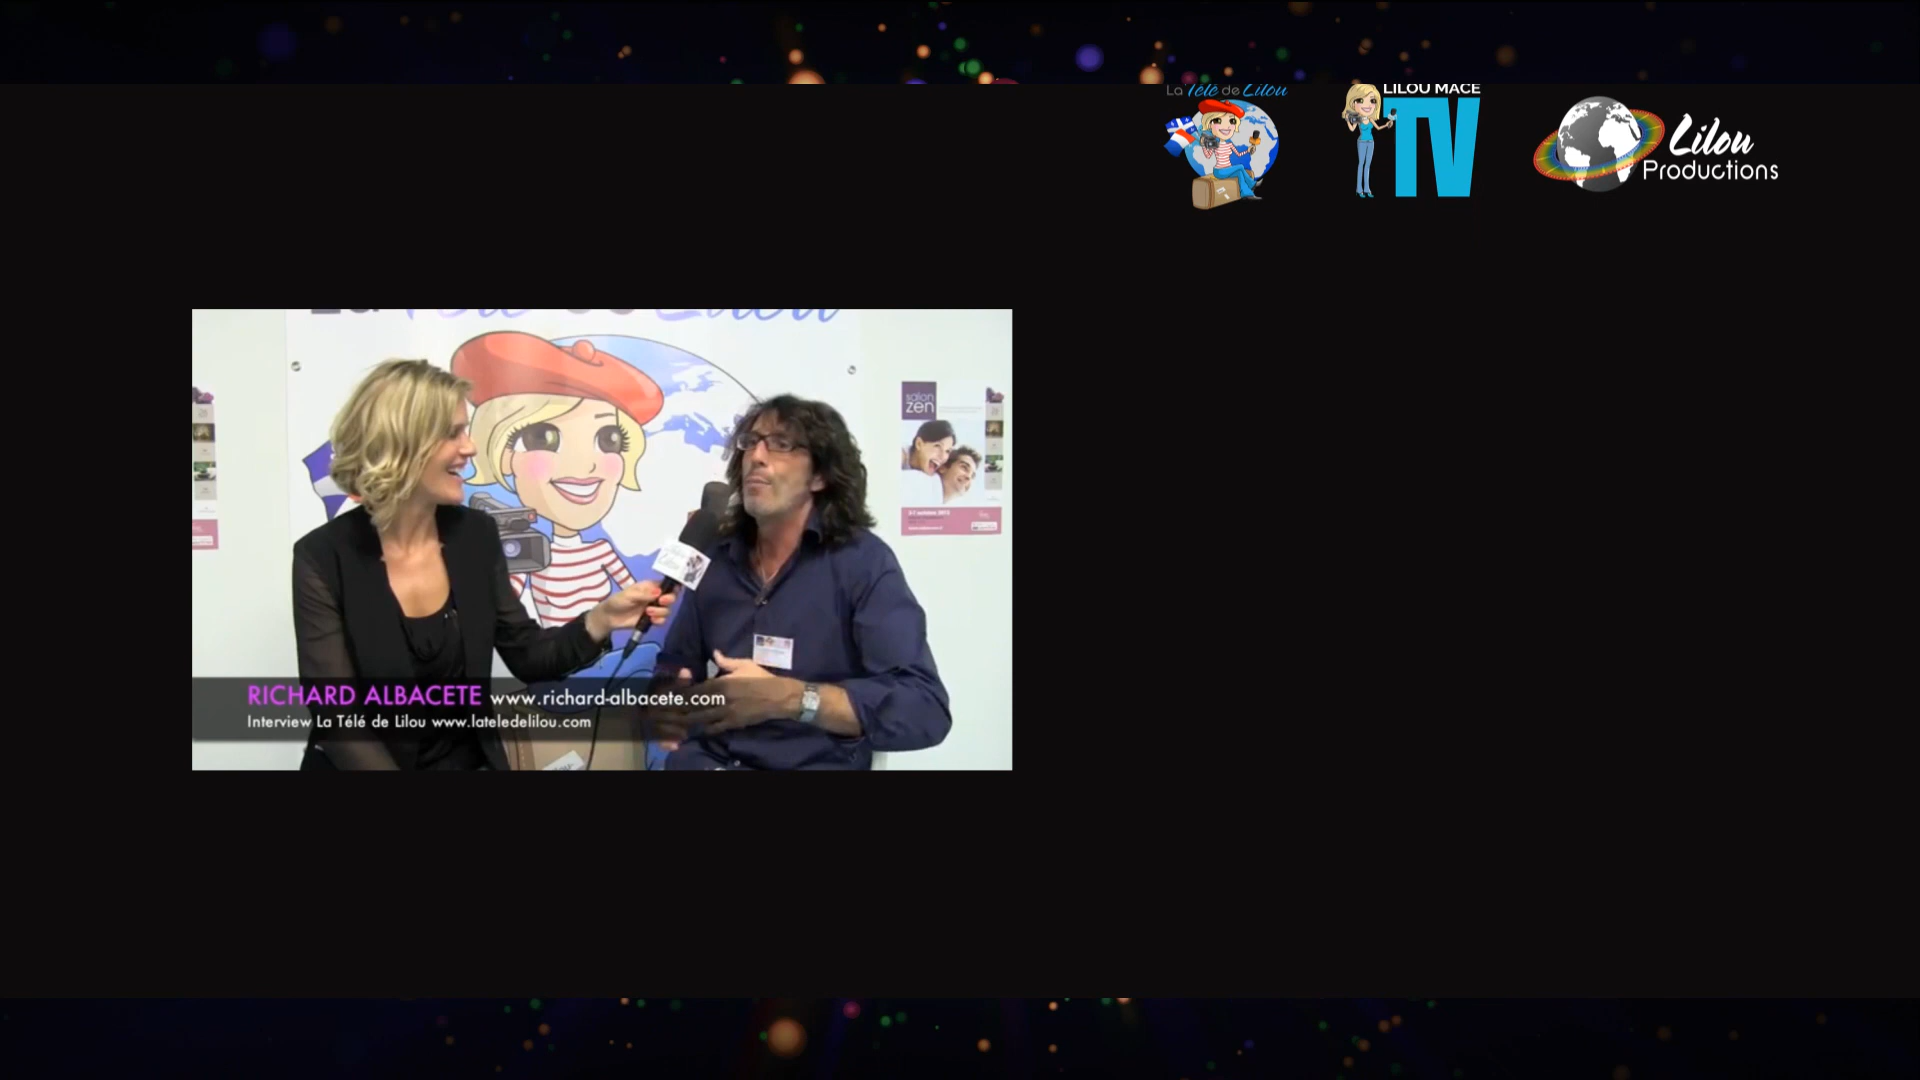 La Télé de Lilou
LILOU MACE
TV
Lilou
Productions
salon
zen
RICHARD ALBACETE www.richard-albacete.com
Interview La Télé de Lilou www.lateledelilou.com